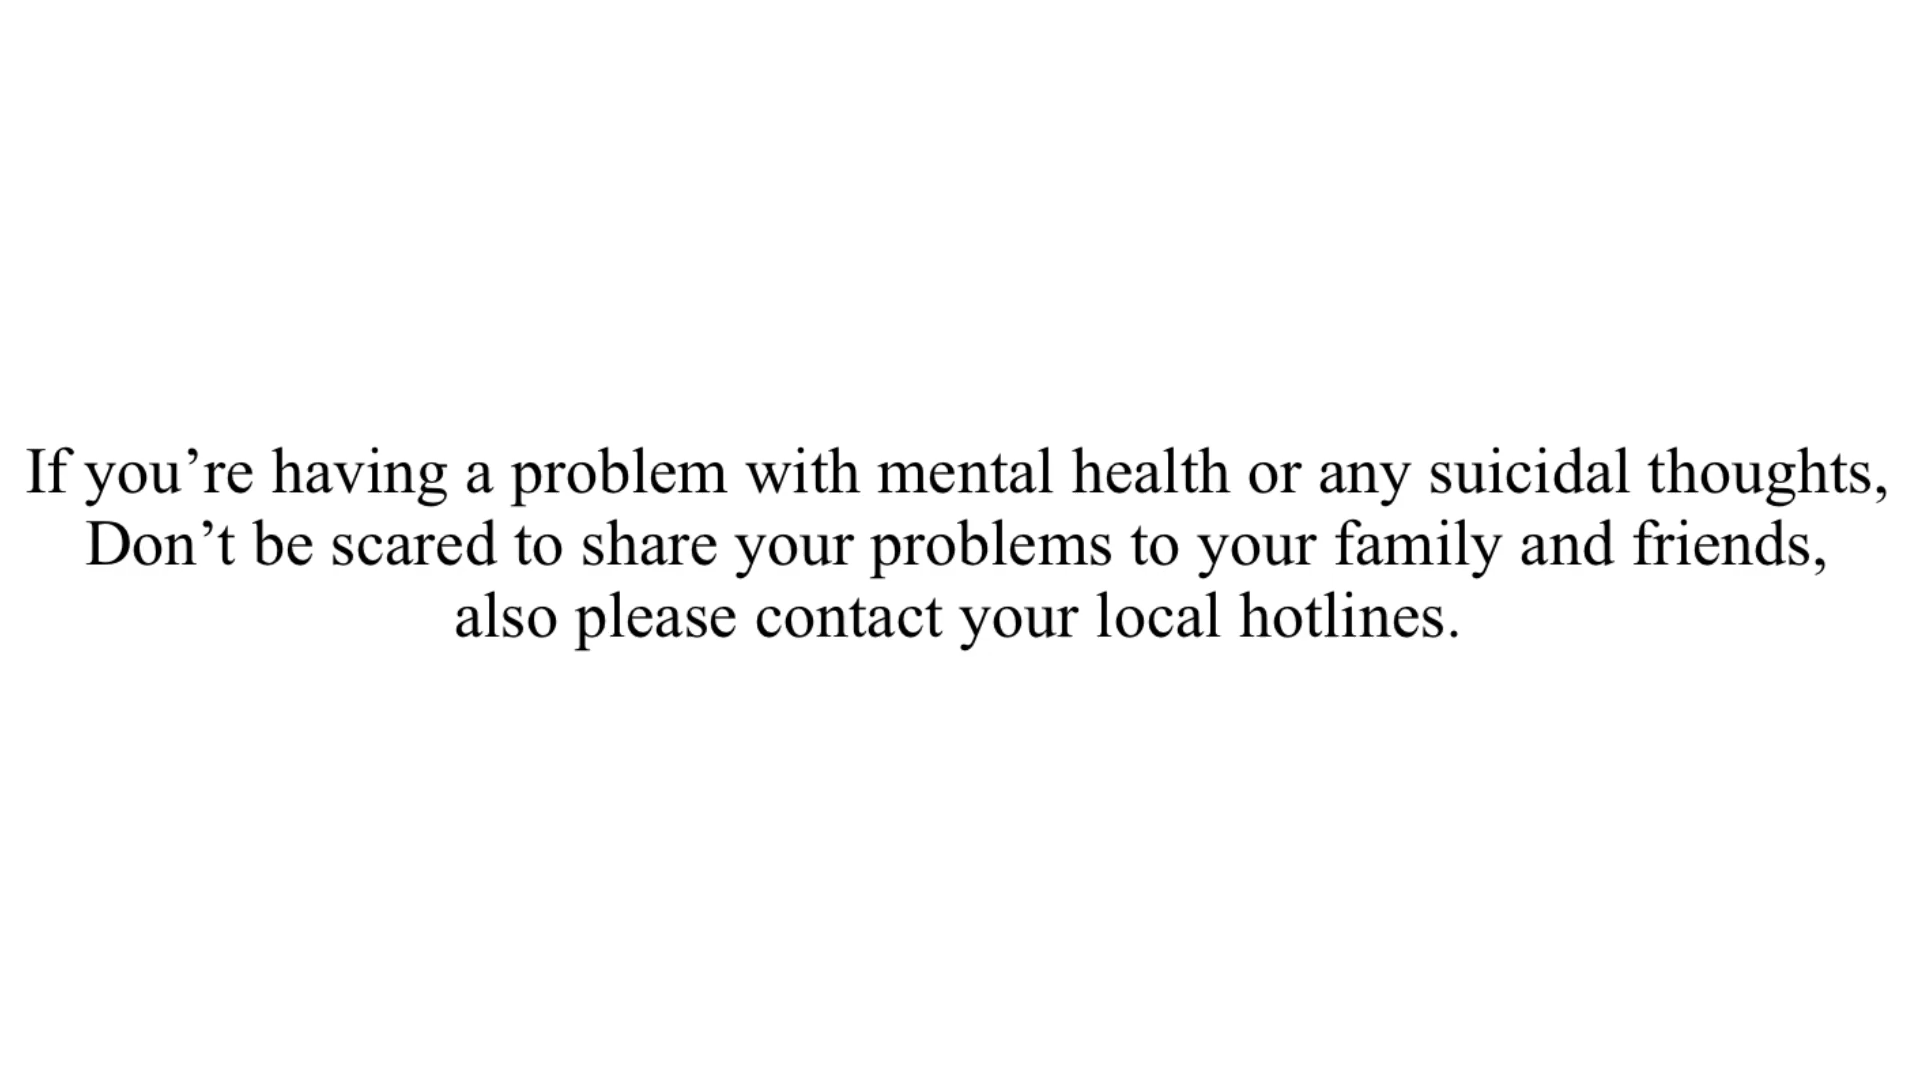 If you’re having a problem with mental health or any suicidal thoughts,
Don’t be scared to share your problems to your family and friends,
also please contact your local hotlines.